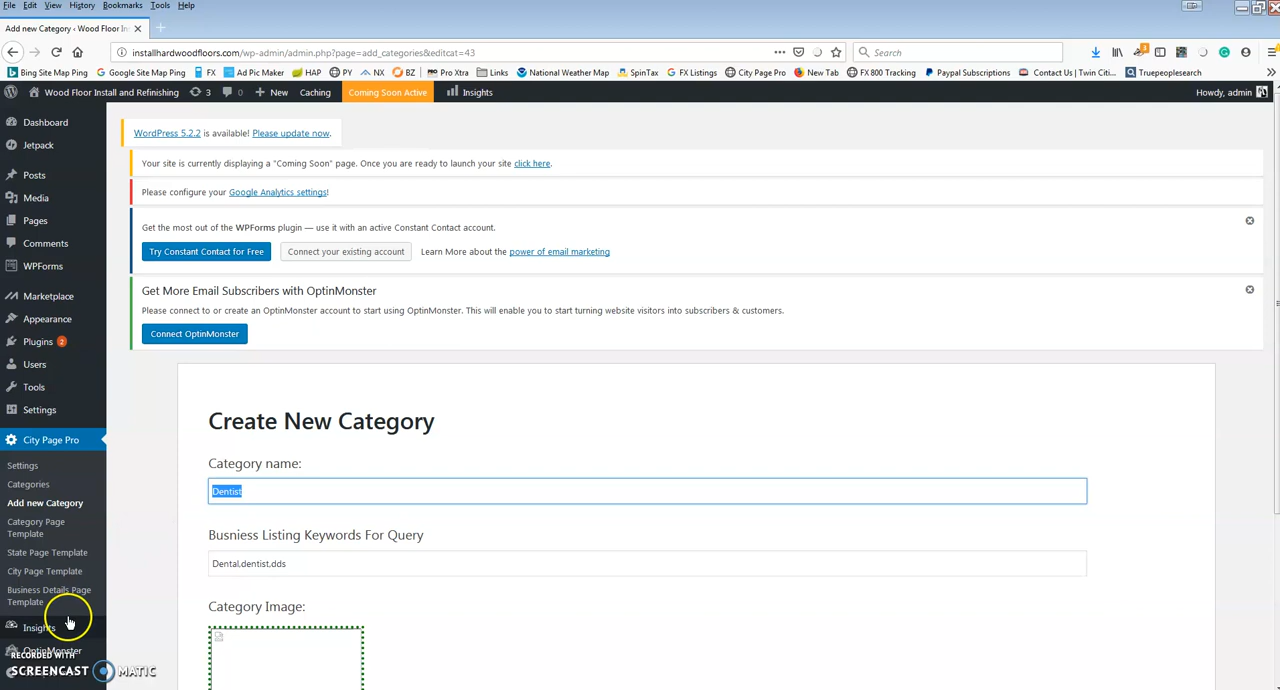 File Edit View History Bookmarks Tools Help
Add new Category ‹ Wood Floor In
installhardwoodfloors.com/wp-admin/admin.php?page=add_categories&editcat=43
Search
Bing Site Map Ping Google Site Map Ping FX Ad Pic Maker HAP PY NX BZ Pro Xtra Links National Weather Map SpinTax FX Listings City Page Pro New Tab FX 800 Tracking Paypal Subscriptions Contact Us | Twin Citi... Truepeoplesearch
Wood Floor Install and Refinishing 3 0 New Caching Coming Soon Active Insights Howdy, admin
Dashboard
Jetpack
Posts
Media
Pages
Comments
WPForms
Marketplace
Appearance
Plugins 2
Users
Tools
Settings
City Page Pro
Settings
Categories
Add new Category
Category Page
Template
State Page Template
City Page Template
Business Details Page
Template
Insights
OptinMonster
RECORDED WITH
SCREENCAST MATIC
WordPress 5.2.2 is available! Please update now.
Your site is currently displaying a "Coming Soon" page. Once you are ready to launch your site click here.
Please configure your Google Analytics settings!
Get the most out of the WPForms plugin — use it with an active Constant Contact account.
Try Constant Contact for Free Connect your existing account Learn More about the power of email marketing
Get More Email Subscribers with OptinMonster
Please connect to or create an OptinMonster account to start using OptinMonster. This will enable you to start turning website visitors into subscribers & customers.
Connect OptinMonster
Create New Category
Category name:
Dentist
Busniess Listing Keywords For Query
Dental,dentist,dds
Category Image: